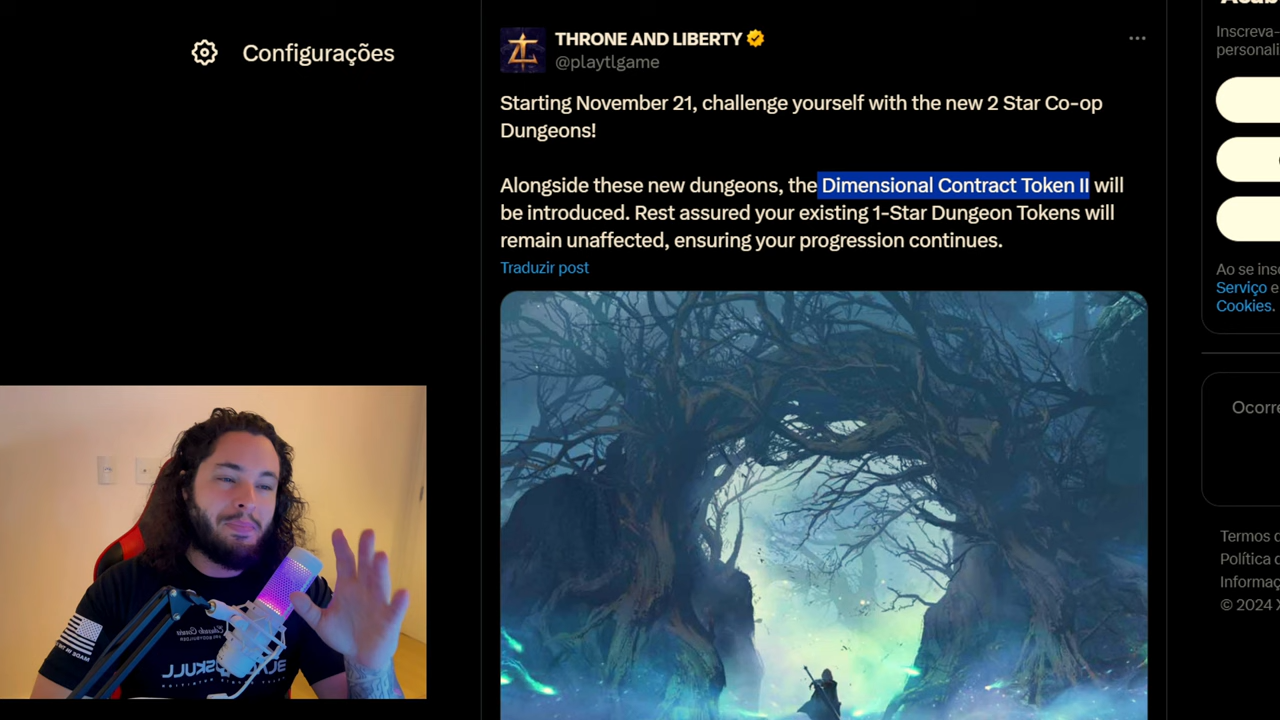 Configurações
THRONE AND LIBERTY
@playtlgame
Starting November 21, challenge yourself with the new 2 Star Co-op
Dungeons!
Alongside these new dungeons, the Dimensional Contract Token II will
be introduced. Rest assured your existing 1-Star Dungeon Tokens will
remain unaffected, ensuring your progression continues.
Traduzir post
Inscreva-
personali
Ao se ins
Serviço e
Cookies.
Ocorre
Termos d
Política d
Informaç
© 2024 X